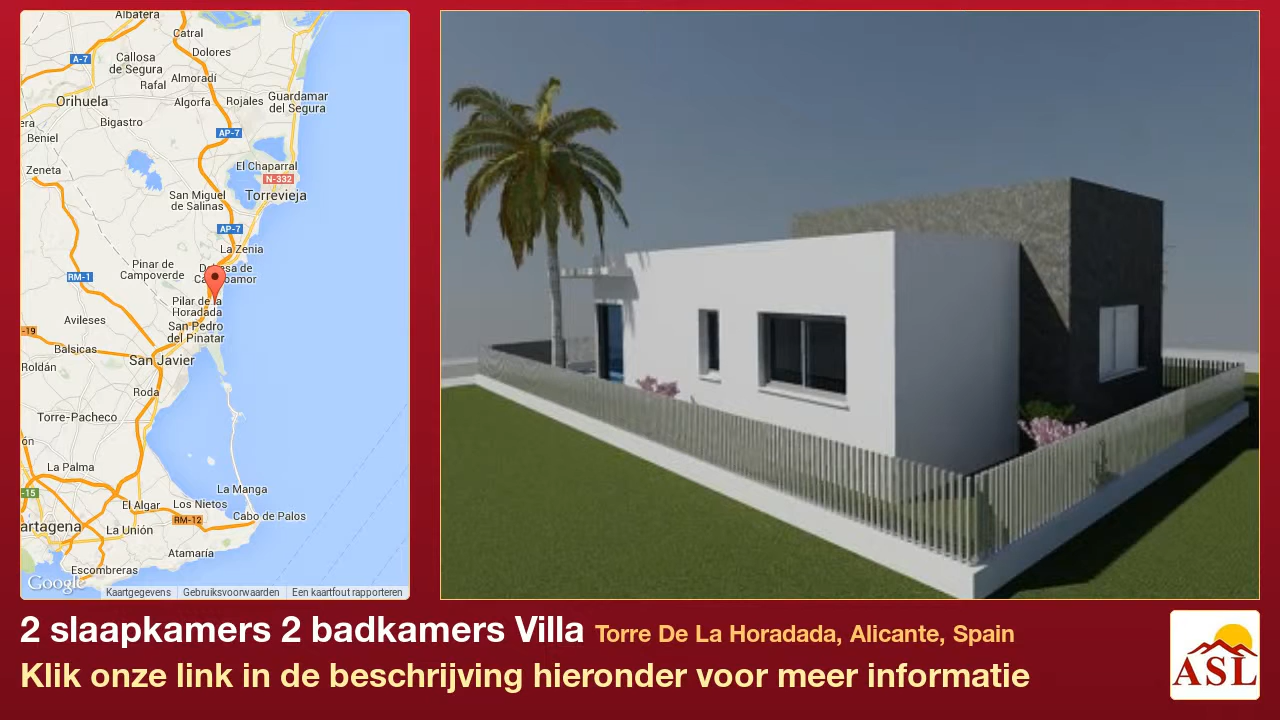 Albatera
Catral
A-7
Callosa
de Segura
Dolores
Rafal
Almoradí
Orihuela
Algorfa
Rojales
Guardamar
del Segura
Bigastro
Beniel
AP-7
Zeneta
El Chaparral
N-332
San Miguel
de Salinas
Torrevieja
AP-7
La Zenia
Pinar de
Campoverde
RM-1
Pilar de la
Horadada
Avileses
San Pedro
del Pinatar
-19
Balsicas
Roldán
San Javier
Roda
Torre-Pacheco
La Palma
-15
La Manga
El Algar
Los Nietos
Cabo de Palos
RM-12
artagena
La Unión
Atamaría
Escombreras
Google
Kaartgegevens
Gebruiksvoorwaarden
Een kaartfout rapporteren
2 slaapkamers 2 badkamers Villa Torre De La Horadada, Alicante, Spain
Klik onze link in de beschrijving hieronder voor meer informatie
ASL